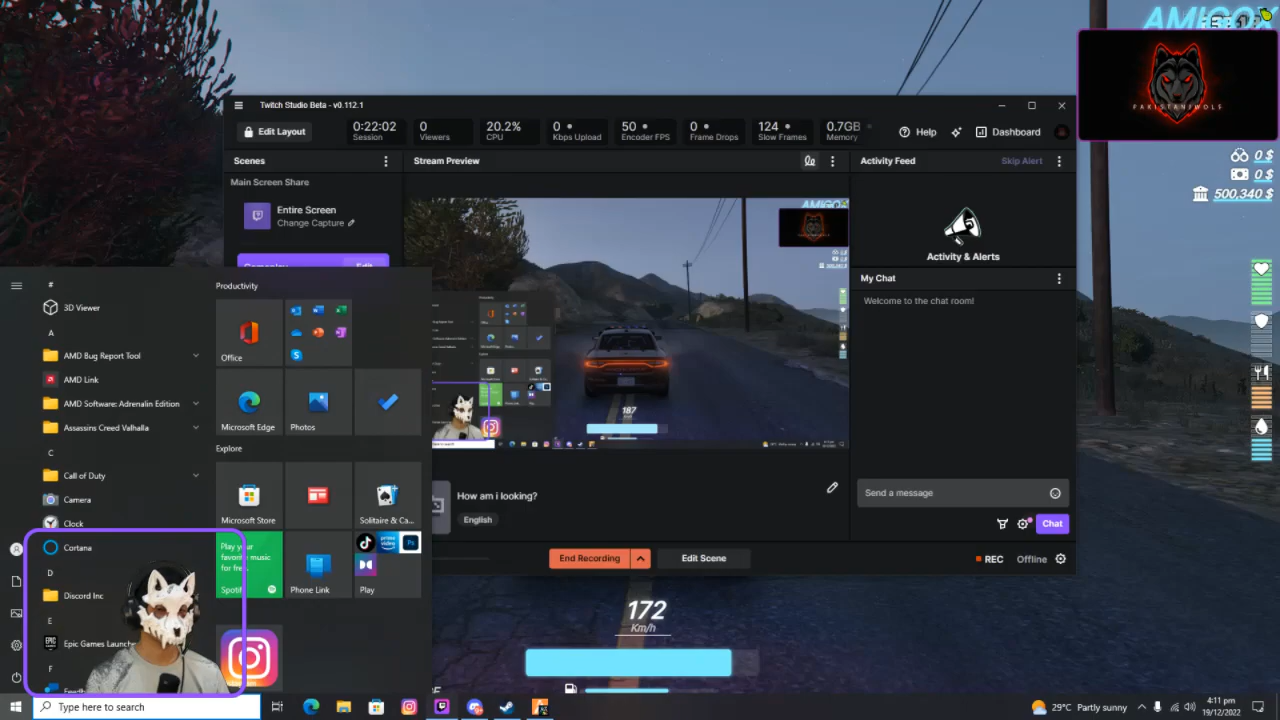 AMIGOX
PAKISTANIWOLF
0 $
0 $
500,340 $
Twitch Studio Beta - v0.112.1
Edit Layout
0:22:02
Session
0
Viewers
20.2%
CPU
0
Kbps Upload
50
Encoder FPS
0
Frame Drops
124
Slow Frames
0.7GB
Memory
Help
Dashboard
Scenes
Stream Preview
Activity Feed
Skip Alert
Main Screen Share
Entire Screen
Change Capture
Activity & Alerts
My Chat
Welcome to the chat room!
187
How am i looking?
English
Send a message
Chat
End Recording
Edit Scene
REC
Offline
#
3D Viewer
A
AMD Bug Report Tool
AMD Link
AMD Software: Adrenalin Edition
Assassins Creed Valhalla
C
Call of Duty
Camera
Clock
Cortana
D
Discord Inc
E
Epic Games Launcher
F
Productivity
Office
Microsoft Edge
Photos
Explore
Microsoft Store
Solitaire & Ca...
Play your
favorite music
for free.
Spotify
Phone Link
Play
172
Km/h
Type here to search
29°C Partly sunny
4:11 pm
19/12/2022